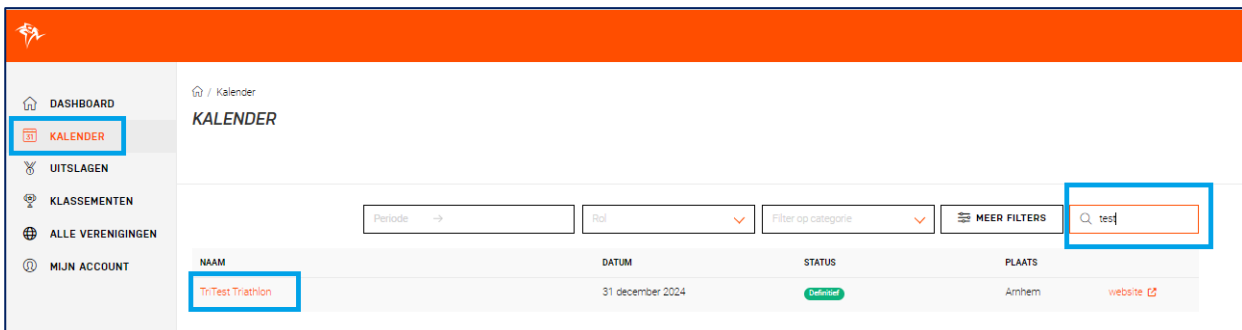 / Kalender
KALENDER
DASHBOARD
31 KALENDER
UITSLAGEN
KLASSEMENTEN
ALLE VERENIGINGEN
MIJN ACCOUNT
Periode → Rol Filter op categorie MEER FILTERS test
NAAM DATUM STATUS PLAATS
TriTest Triathlon 31 december 2024 Definitief Arnhem website